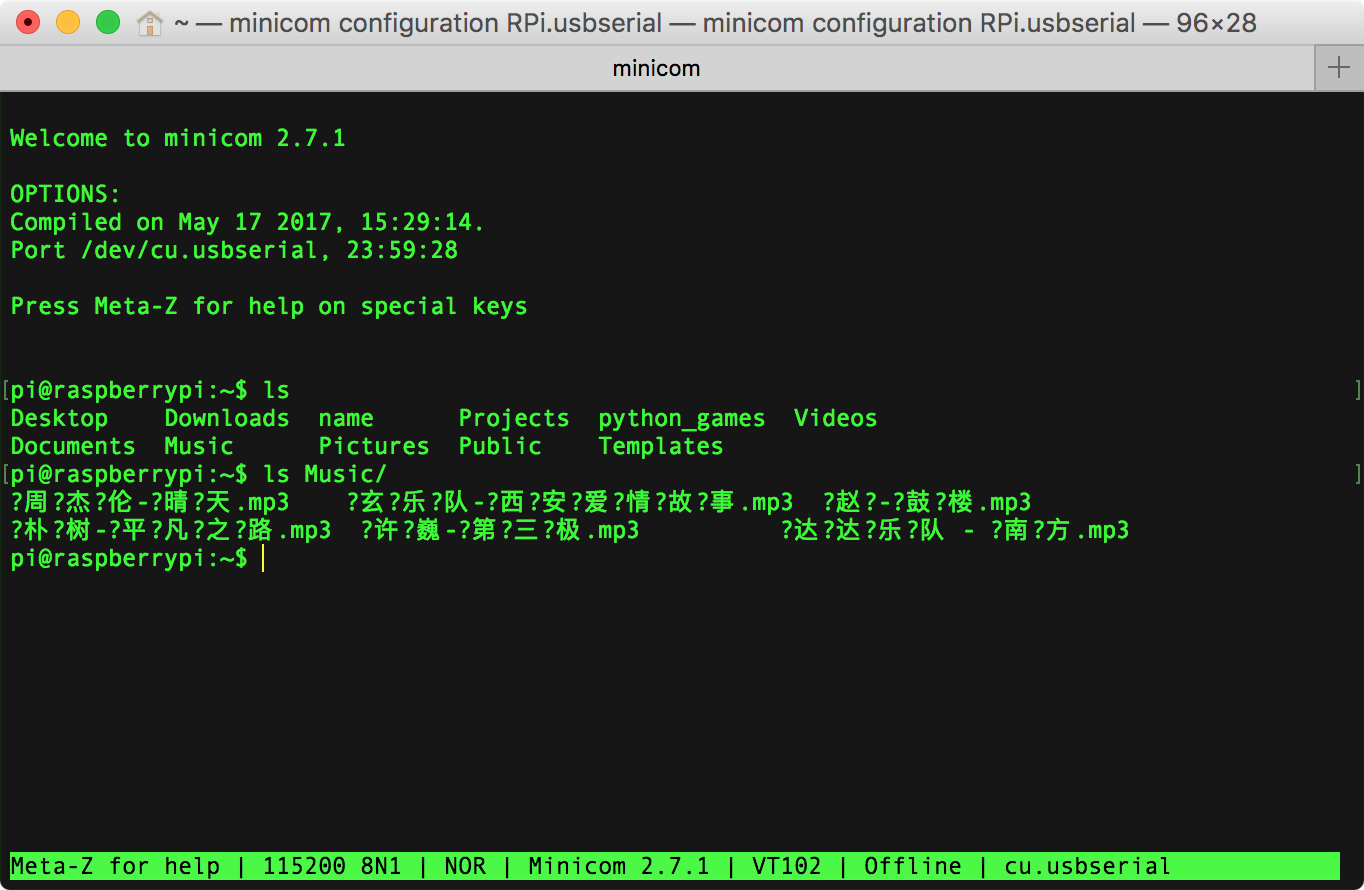 ~ — minicom configuration RPi.usbserial — minicom configuration RPi.usbserial — 96×28
minicom
Welcome to minicom 2.7.1
OPTIONS:
Compiled on May 17 2017, 15:29:14.
Port /dev/cu.usbserial, 23:59:28
Press Meta-Z for help on special keys
[pi@raspberrypi:~$ ls ]
Desktop Downloads name Projects python_games Videos
Documents Music Pictures Public Templates
[pi@raspberrypi:~$ ls Music/ ]
?周?杰?伦-?晴?天.mp3 ?玄?乐?队-?西?安?爱?情?故?事.mp3 ?赵?-?鼓?楼.mp3
?朴?树-?平?凡?之?路.mp3 ?许?巍-?第?三?极.mp3 ?达?达?乐?队 - ?南?方.mp3
pi@raspberrypi:~$
Meta-Z for help | 115200 8N1 | NOR | Minicom 2.7.1 | VT102 | Offline | cu.usbserial